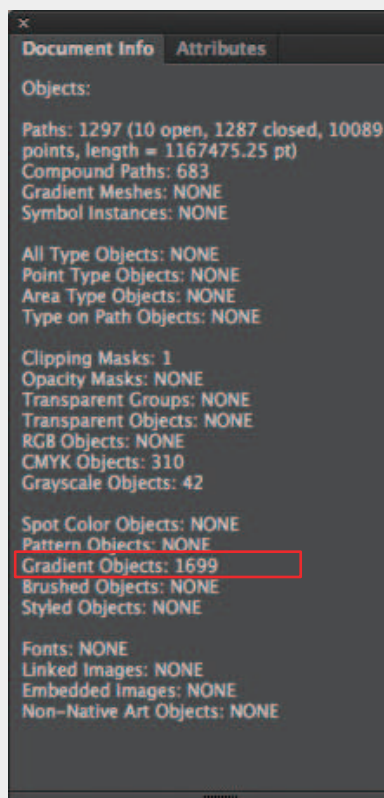 Document Info Attributes
Objects:
Paths: 1297 (10 open, 1287 closed, 10089
points, length = 1167475.25 pt)
Compound Paths: 683
Gradient Meshes: NONE
Symbol Instances: NONE
All Type Objects: NONE
Point Type Objects: NONE
Area Type Objects: NONE
Type on Path Objects: NONE
Clipping Masks: 1
Opacity Masks: NONE
Transparent Groups: NONE
Transparent Objects: NONE
RGB Objects: NONE
CMYK Objects: 310
Grayscale Objects: 42
Spot Color Objects: NONE
Pattern Objects: NONE
Gradient Objects: 1699
Brushed Objects: NONE
Styled Objects: NONE
Fonts: NONE
Linked Images: NONE
Embedded Images: NONE
Non-Native Art Objects: NONE